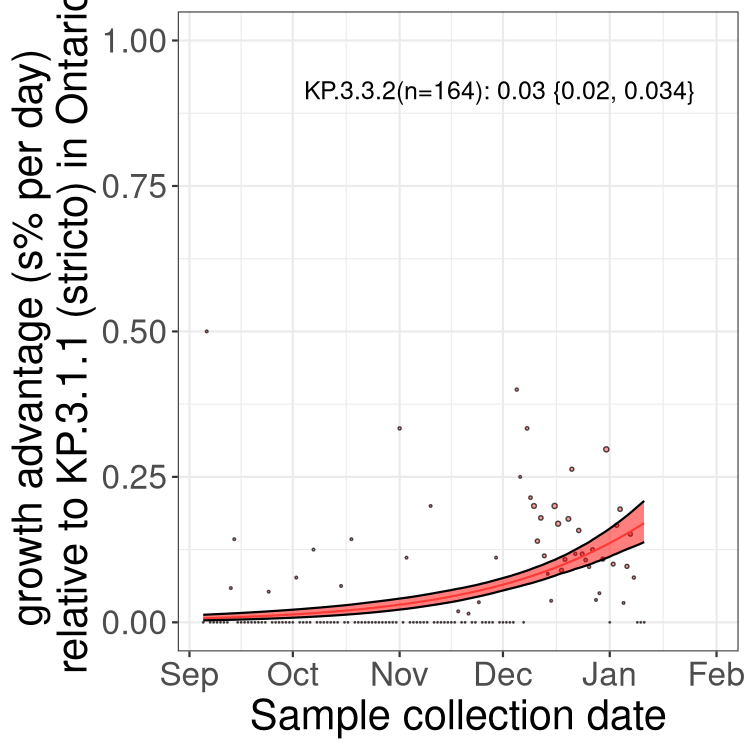 growth advantage (s% per day)
relative to KP.3.1.1 (stricto) in Ontario
1.00
0.75
0.50
0.25
0.00
KP.3.3.2(n=164): 0.03 {0.02, 0.034}
Sep Oct Nov Dec Jan Feb
Sample collection date